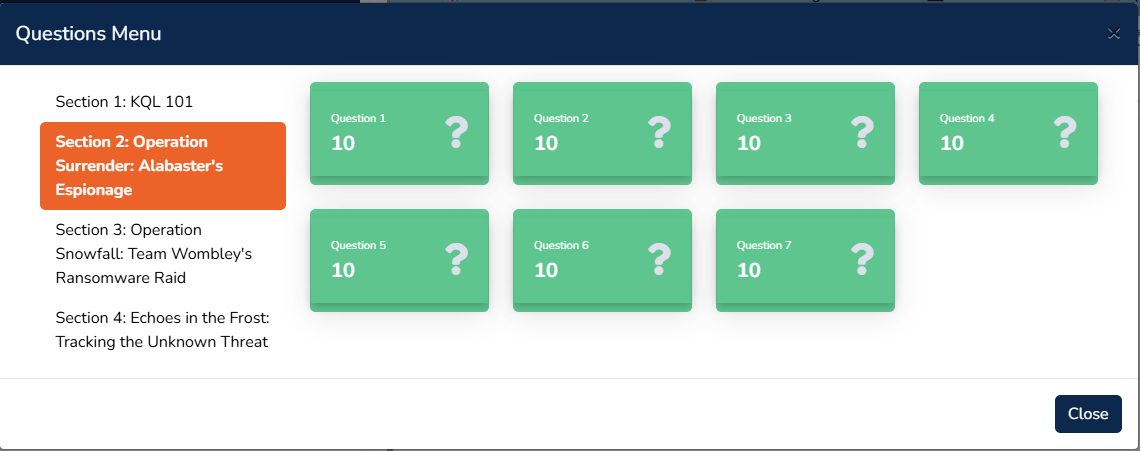 Questions Menu
×
Section 1: KQL 101
Section 2: Operation
Surrender: Alabaster's
Espionage
Section 3: Operation
Snowfall: Team Wombley's
Ransomware Raid
Section 4: Echoes in the Frost:
Tracking the Unknown Threat
Question 1
10
?
Question 2
10
?
Question 3
10
?
Question 4
10
?
Question 5
10
?
Question 6
10
?
Question 7
10
?
Close